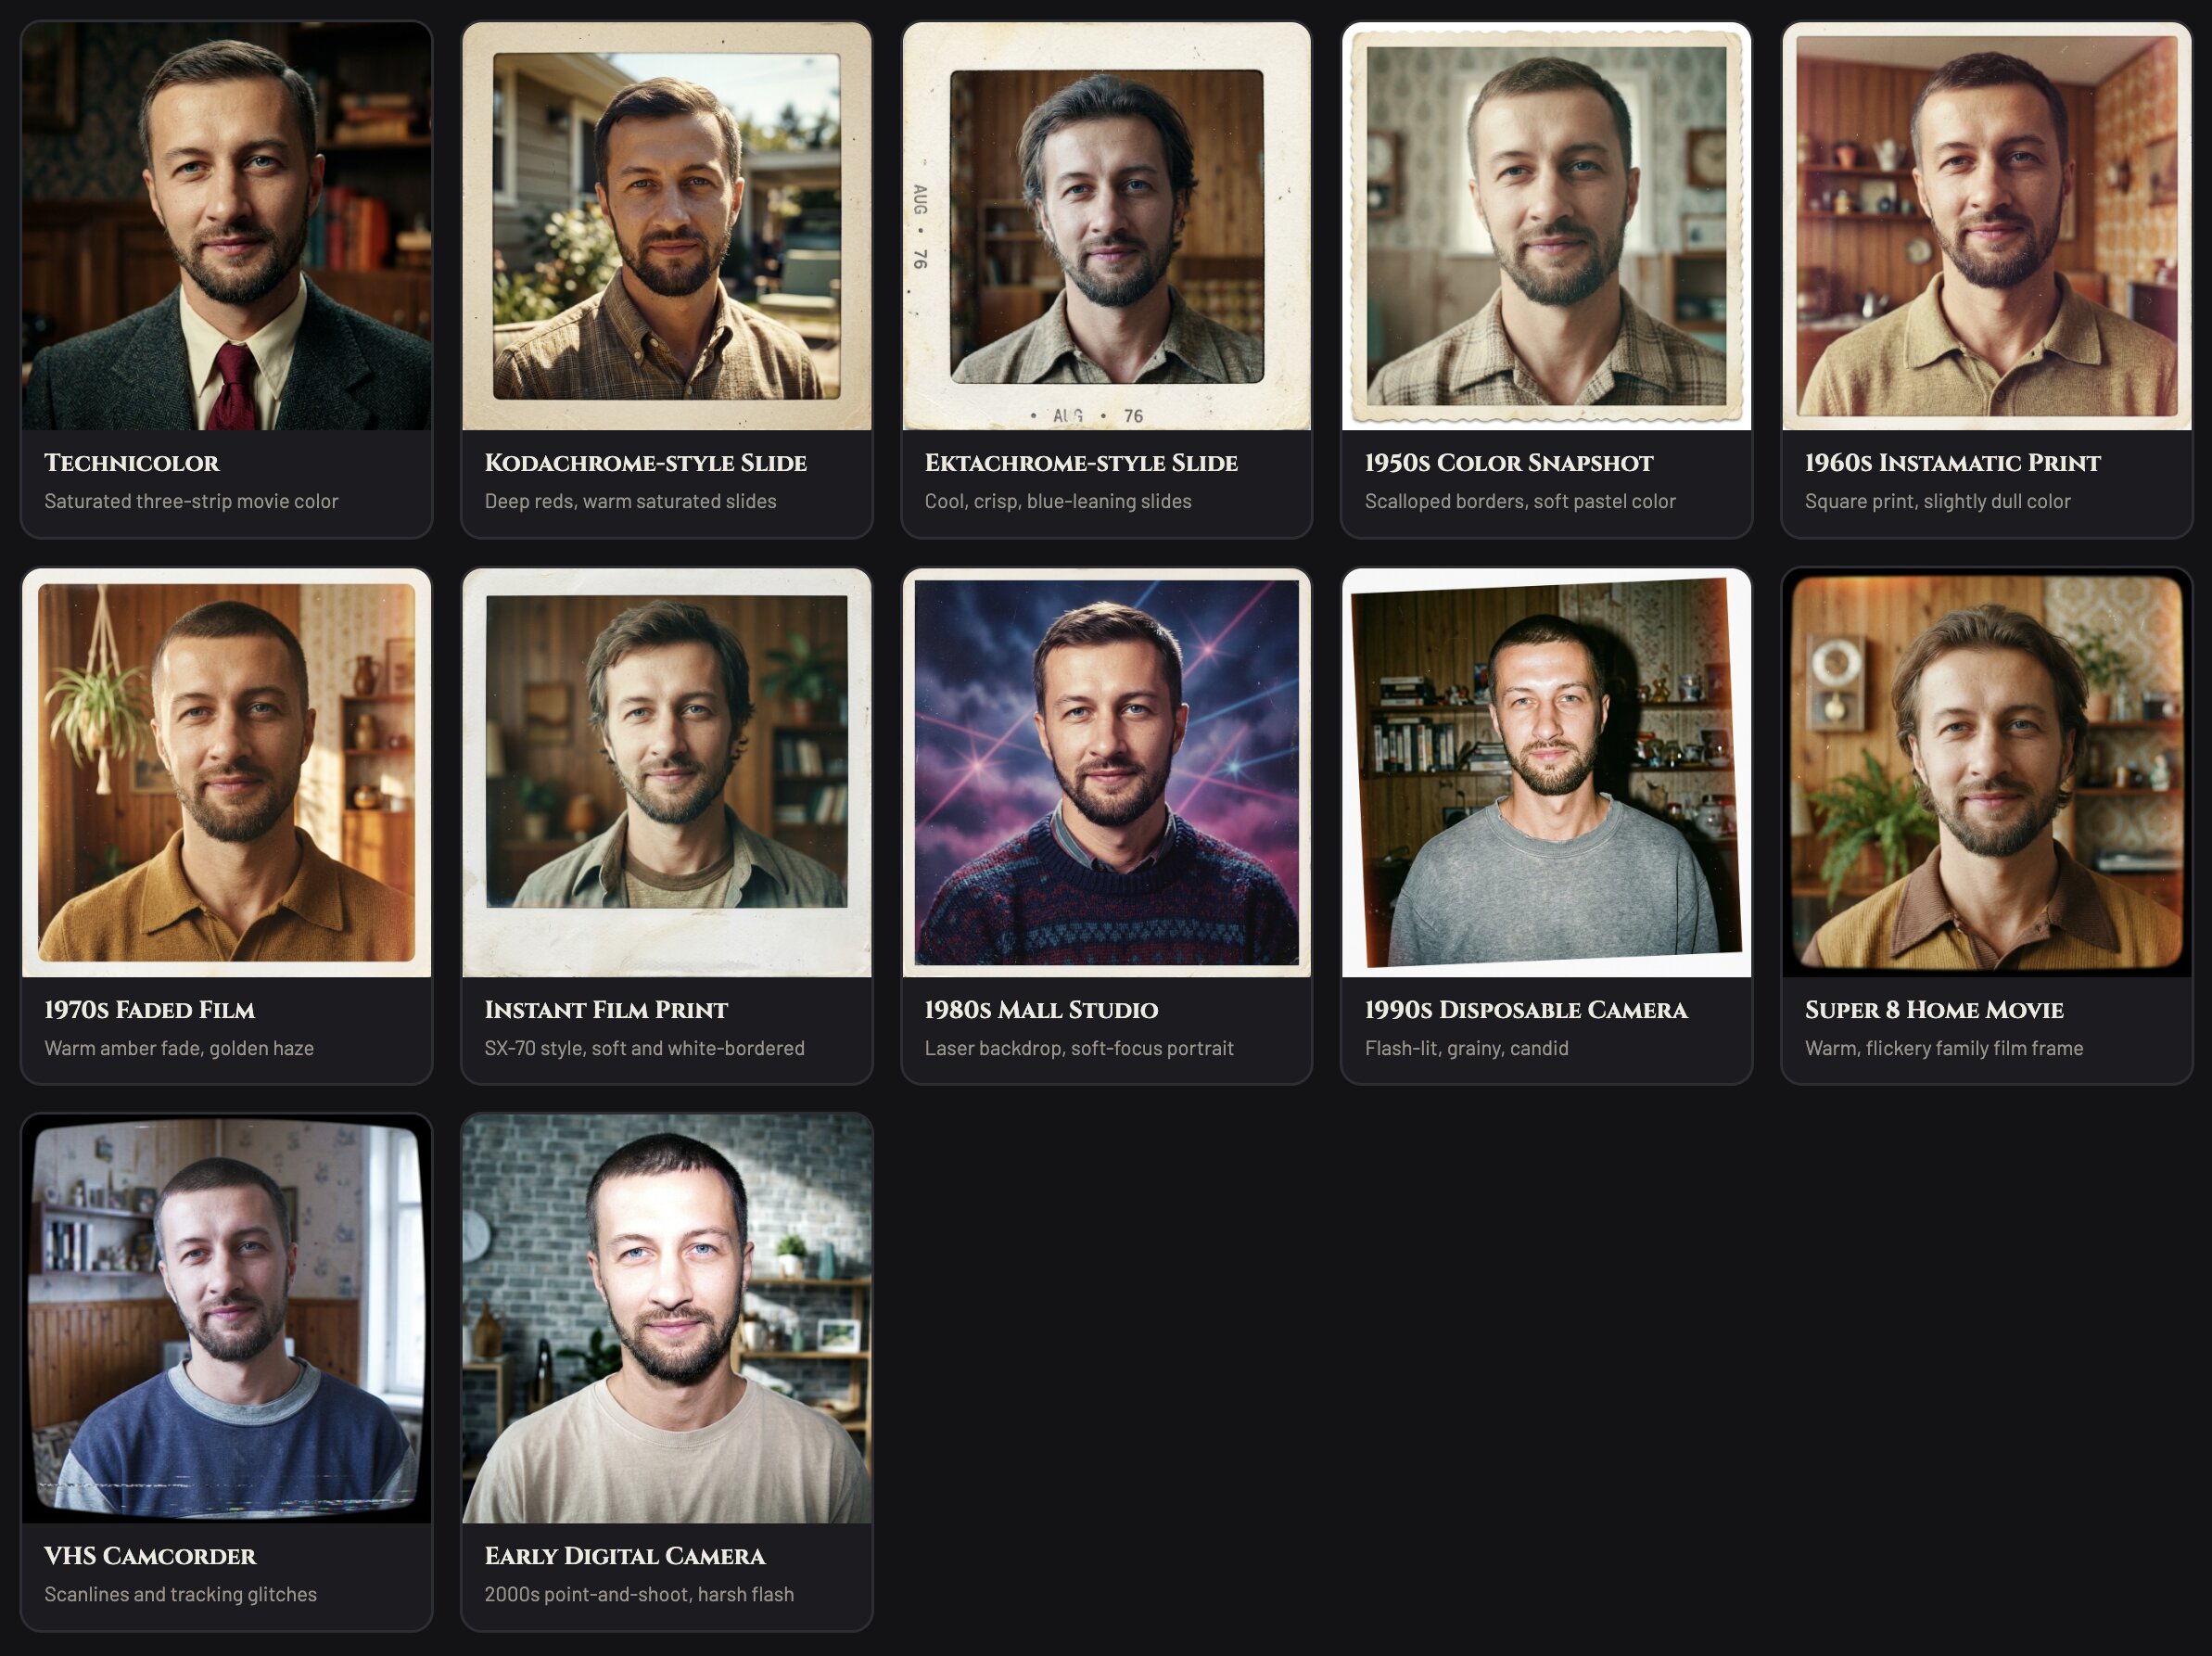 AUG • 76
• AUG • 76
Technicolor
Saturated three-strip movie color
Kodachrome-style Slide
Deep reds, warm saturated slides
Ektachrome-style Slide
Cool, crisp, blue-leaning slides
1950s Color Snapshot
Scalloped borders, soft pastel color
1960s Instamatic Print
Square print, slightly dull color
1970s Faded Film
Warm amber fade, golden haze
Instant Film Print
SX-70 style, soft and white-bordered
1980s Mall Studio
Laser backdrop, soft-focus portrait
1990s Disposable Camera
Flash-lit, grainy, candid
Super 8 Home Movie
Warm, flickery family film frame
VHS Camcorder
Scanlines and tracking glitches
Early Digital Camera
2000s point-and-shoot, harsh flash